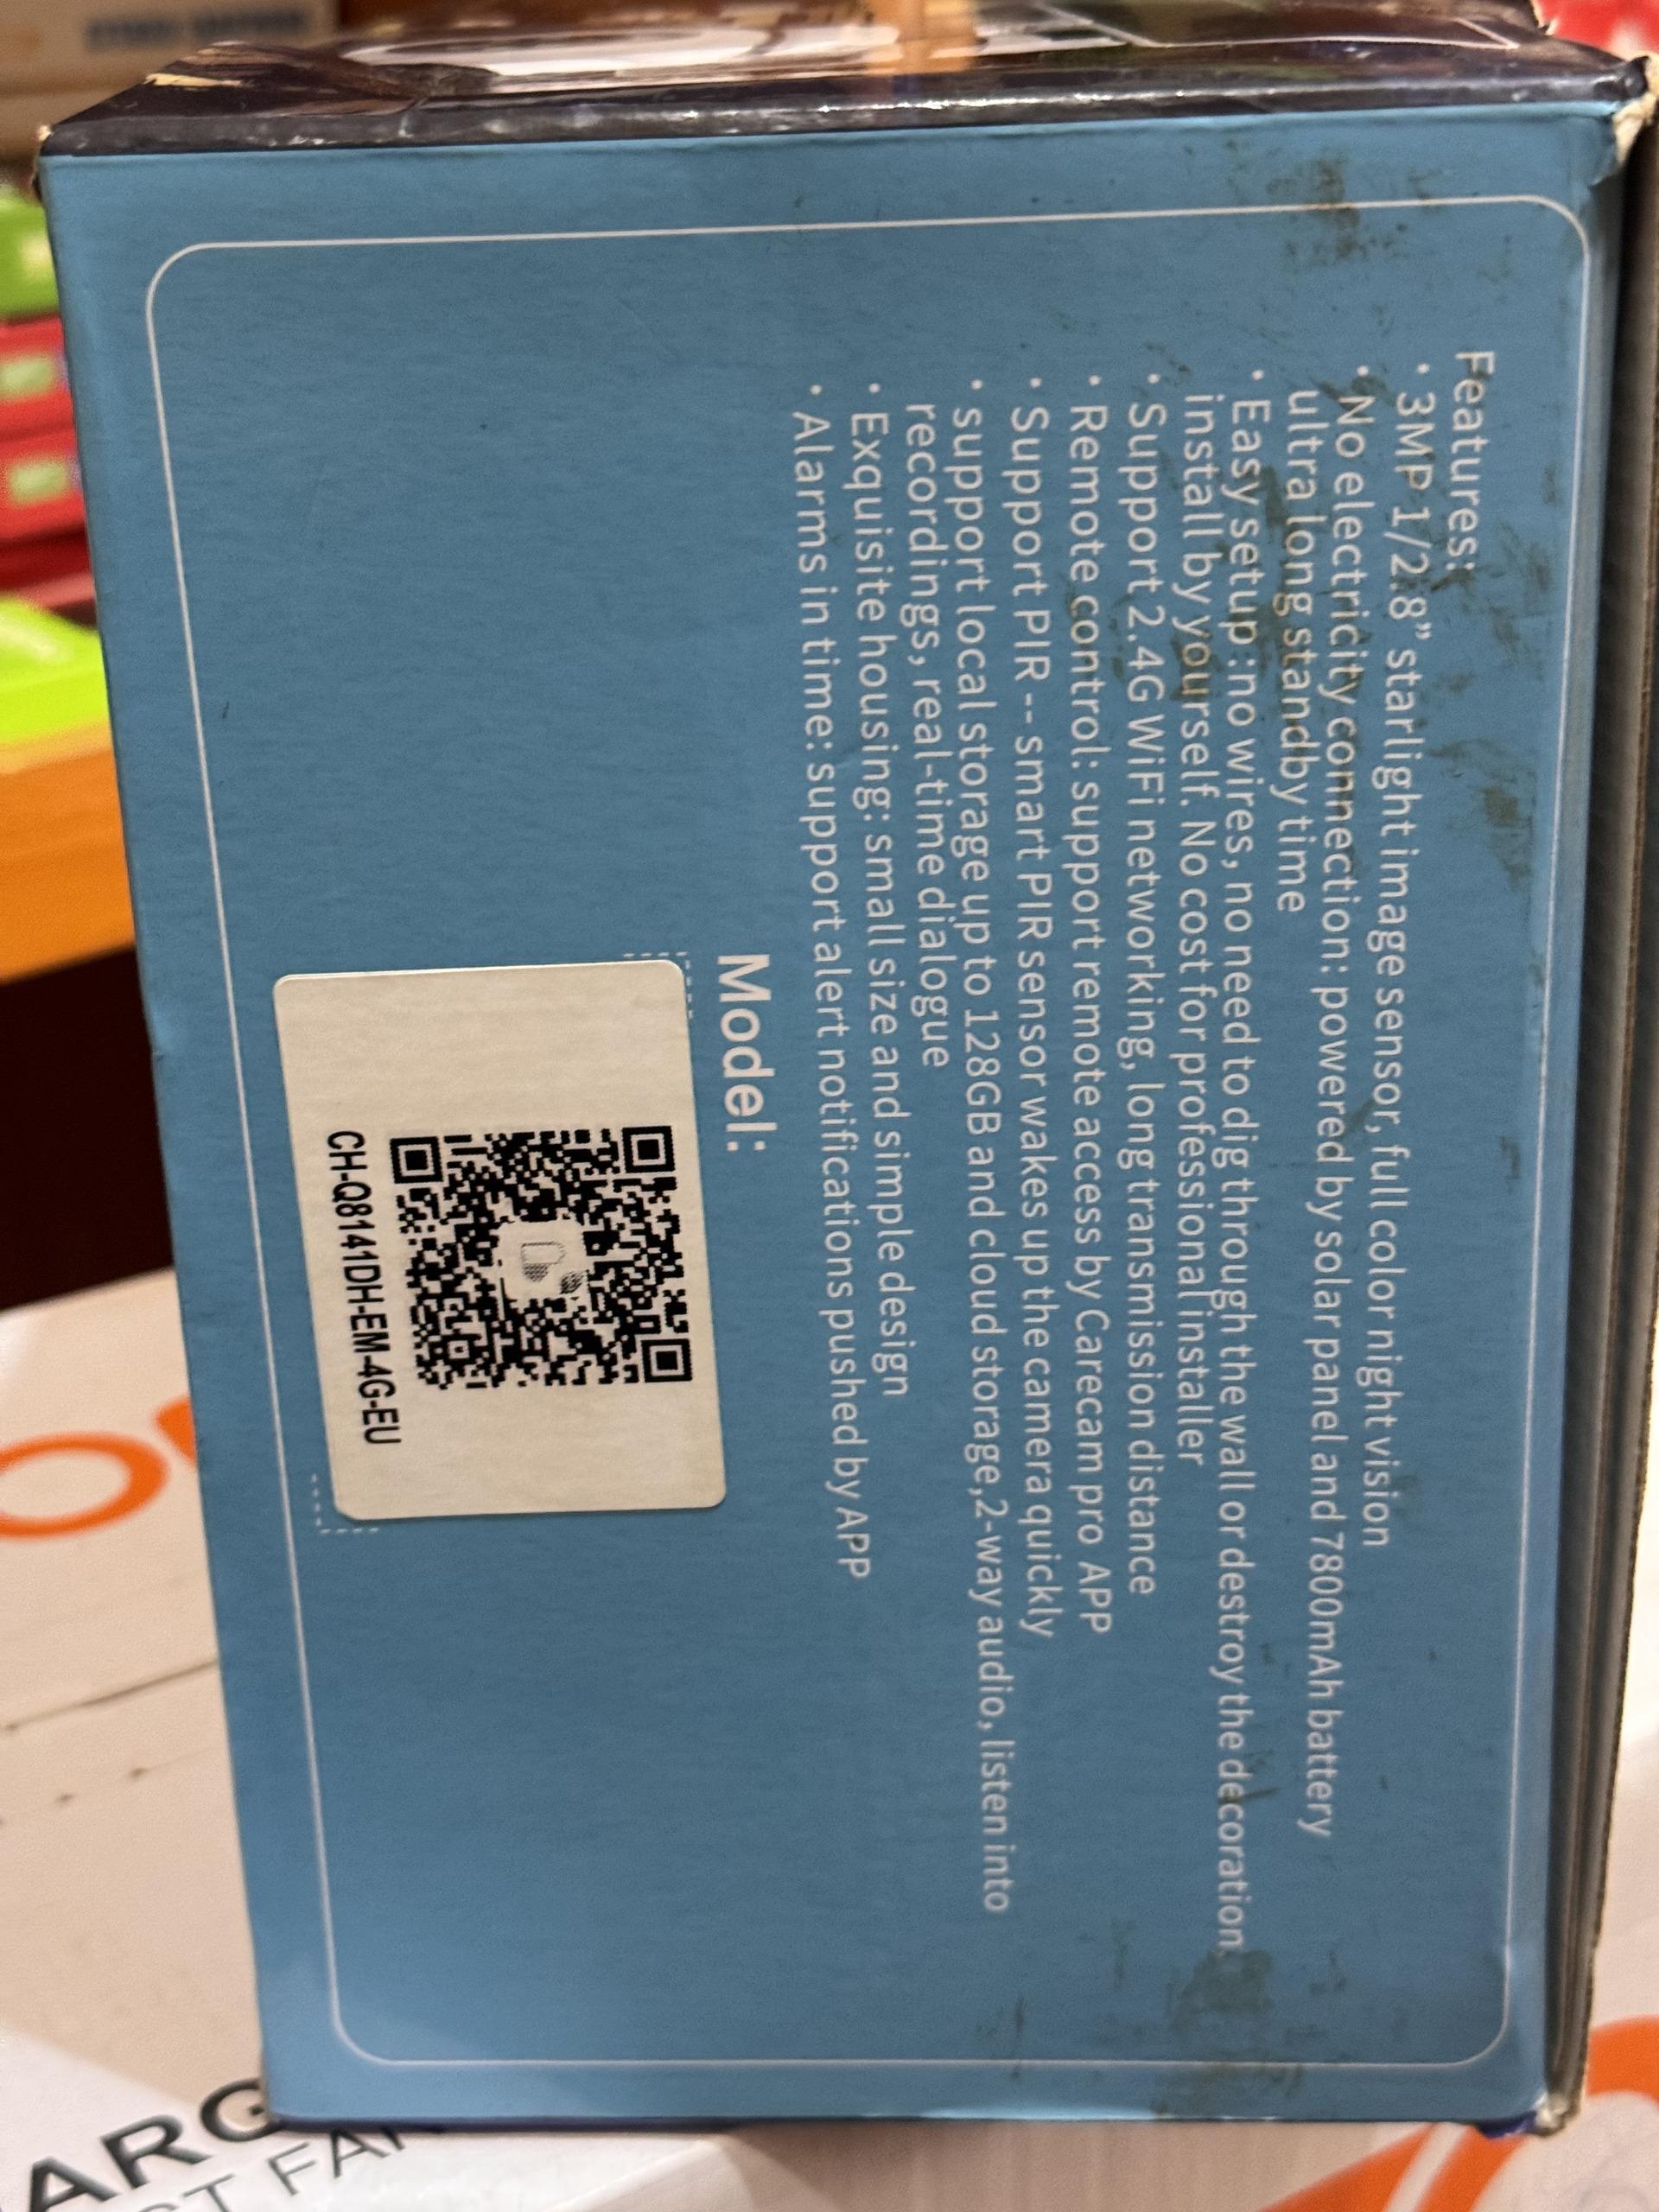 Features:
· 3MP 1/2.8” starlight image sensor, full color night vision
· No electricity connection: powered by solar panel and 7800mAh battery
ultra long standby time
· Easy setup :no wires, no need to dig through the wall or destroy the decoration,
install by yourself. No cost for professional installer
· Support 2.4G WiFi networking, long transmission distance
· Remote control: support remote access by Carecam pro APP
· Support PIR -- smart PIR sensor wakes up the camera quickly
· support local storage up to 128GB and cloud storage,2-way audio, listen into
recordings, real-time dialogue
· Exquisite housing: small size and simple design
· Alarms in time: support alert notifications pushed by APP
Model:
CH-Q8141DH-EM-4G-EU